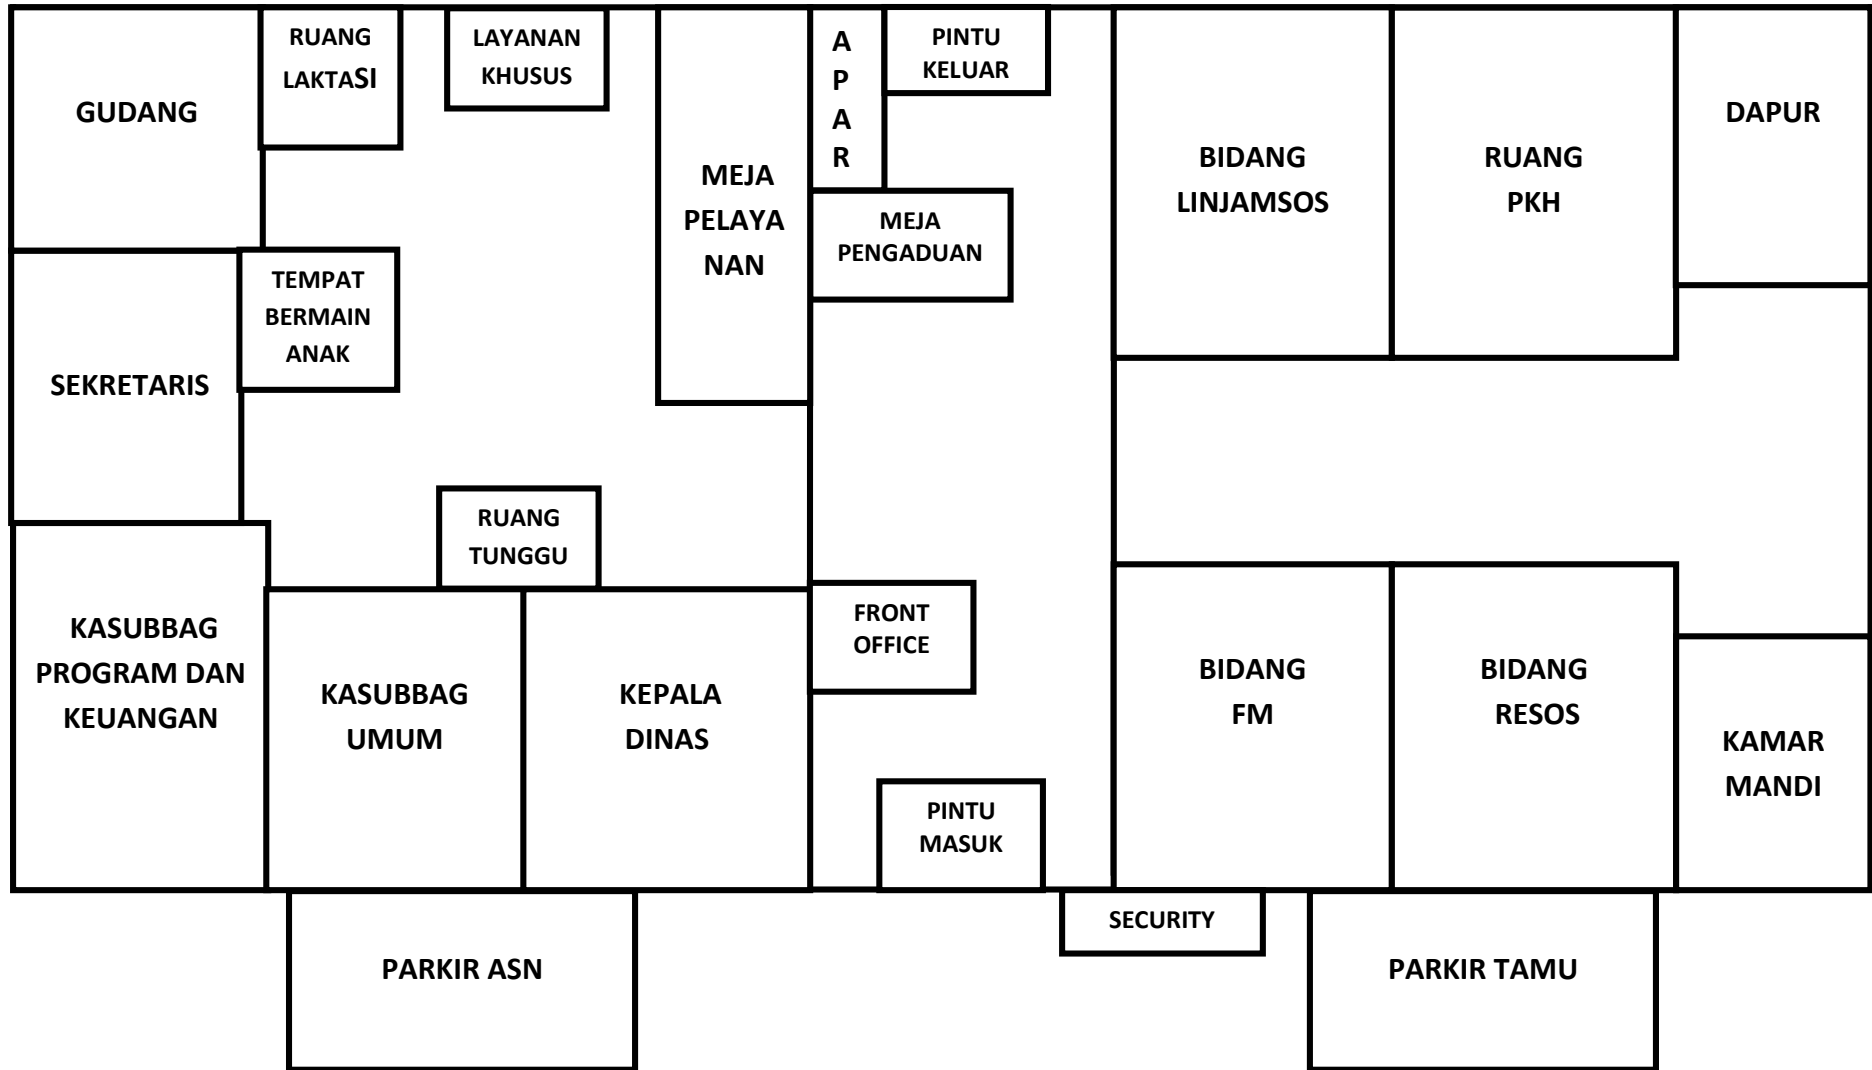 GUDANG
RUANG
LAKTASI
LAYANAN
KHUSUS
MEJA
PELAYA
NAN
A
P
A
R
PINTU
KELUAR
MEJA
PENGADUAN
BIDANG
LINJAMSOS
RUANG
PKH
DAPUR
SEKRETARIS
TEMPAT
BERMAIN
ANAK
RUANG
TUNGGU
KASUBBAG
PROGRAM DAN
KEUANGAN
KASUBBAG
UMUM
KEPALA
DINAS
FRONT
OFFICE
PINTU
MASUK
BIDANG
FM
BIDANG
RESOS
KAMAR
MANDI
PARKIR ASN
SECURITY
PARKIR TAMU